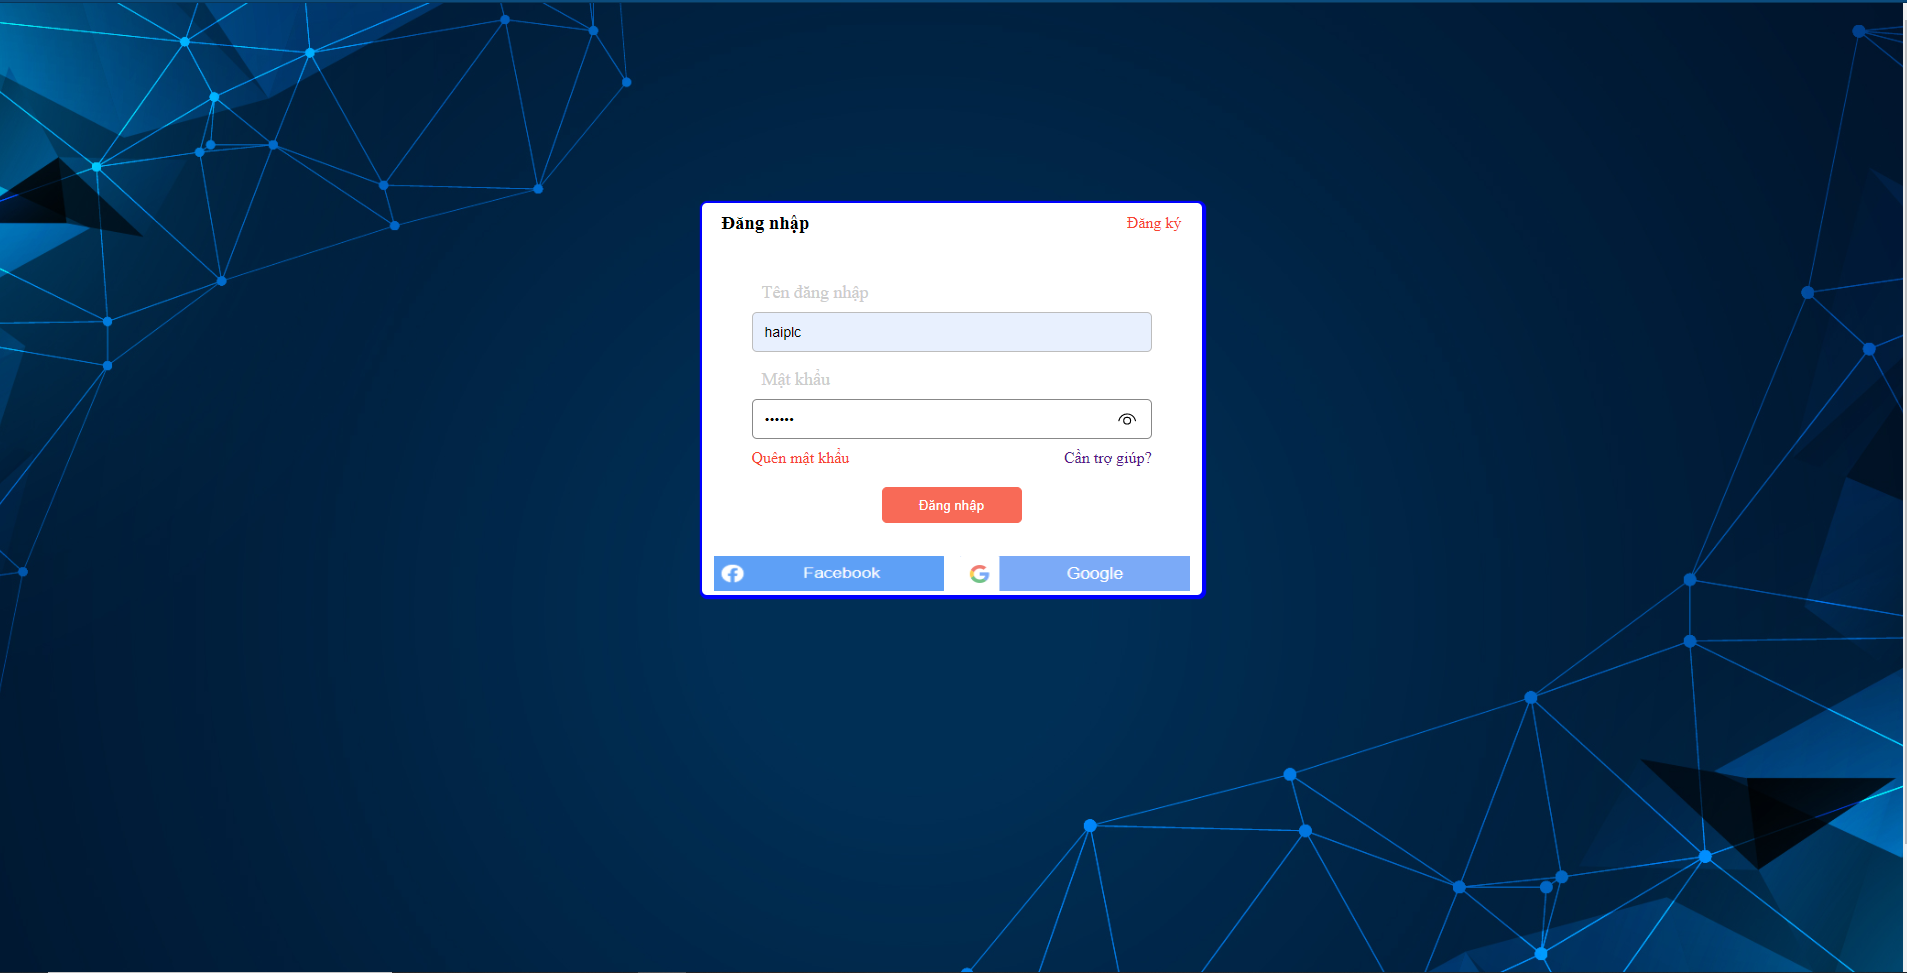 Đăng nhập
Đăng ký
Tên đăng nhập
haiplc
Mật khẩu
••••••
Quên mật khẩu
Cần trợ giúp?
Đăng nhập
Facebook
Google